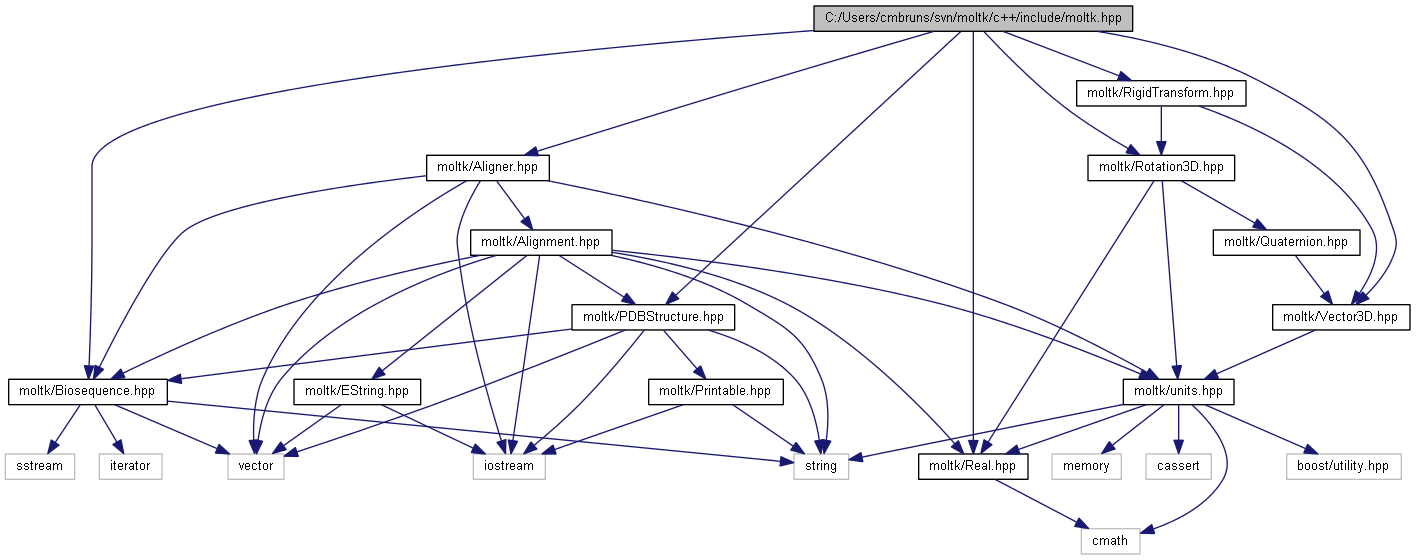 C:/Users/cmbruns/svn/moltk/c++/include/moltk.hpp
moltk/RigidTransform.hpp
moltk/Aligner.hpp
moltk/Rotation3D.hpp
moltk/Alignment.hpp
moltk/Quaternion.hpp
moltk/PDBStructure.hpp
moltk/Vector3D.hpp
moltk/Biosequence.hpp
moltk/EString.hpp
moltk/Printable.hpp
moltk/units.hpp
sstream
iterator
vector
iostream
string
moltk/Real.hpp
memory
cassert
boost/utility.hpp
cmath